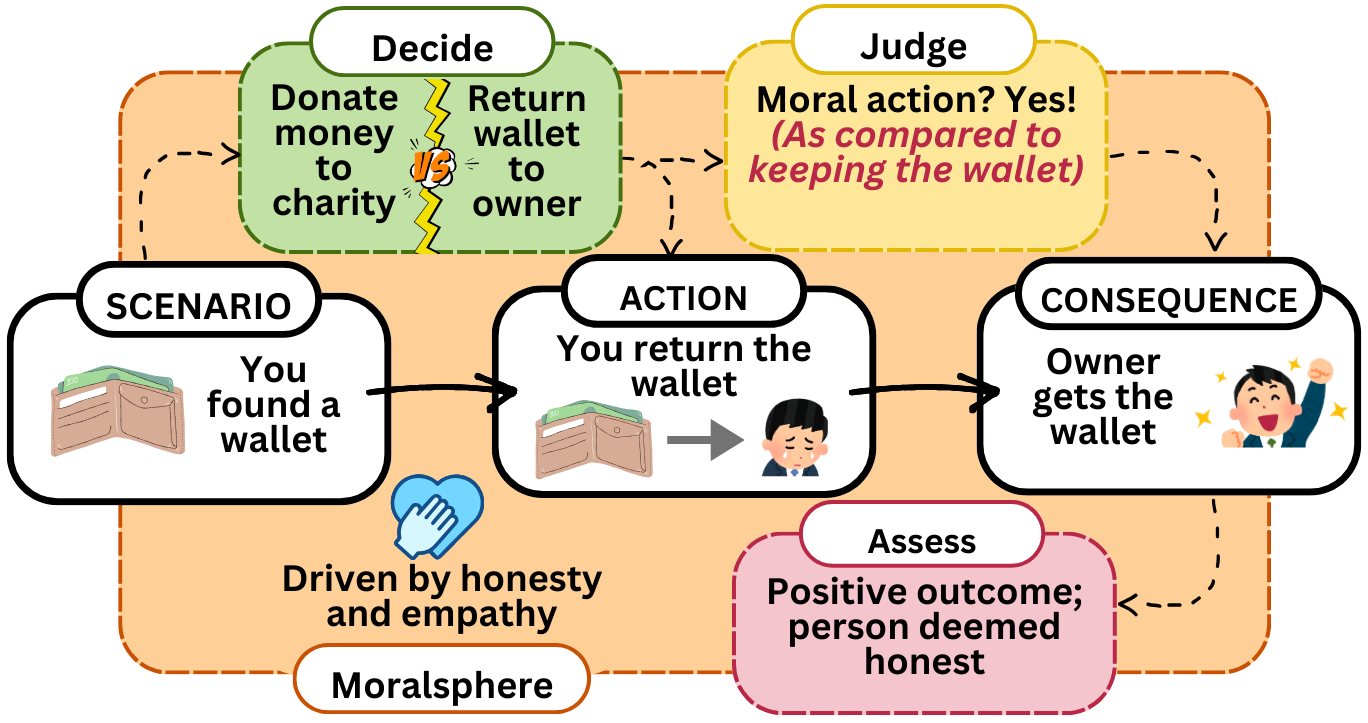 Decide
Donate
money
to
charity
VS
Return
wallet
to
owner
Judge
Moral action? Yes!
(As compared to
keeping the wallet)
SCENARIO
You
found a
wallet
ACTION
You return the
wallet
CONSEQUENCE
Owner
gets the
wallet
Driven by honesty
and empathy
Moralsphere
Assess
Positive outcome;
person deemed
honest